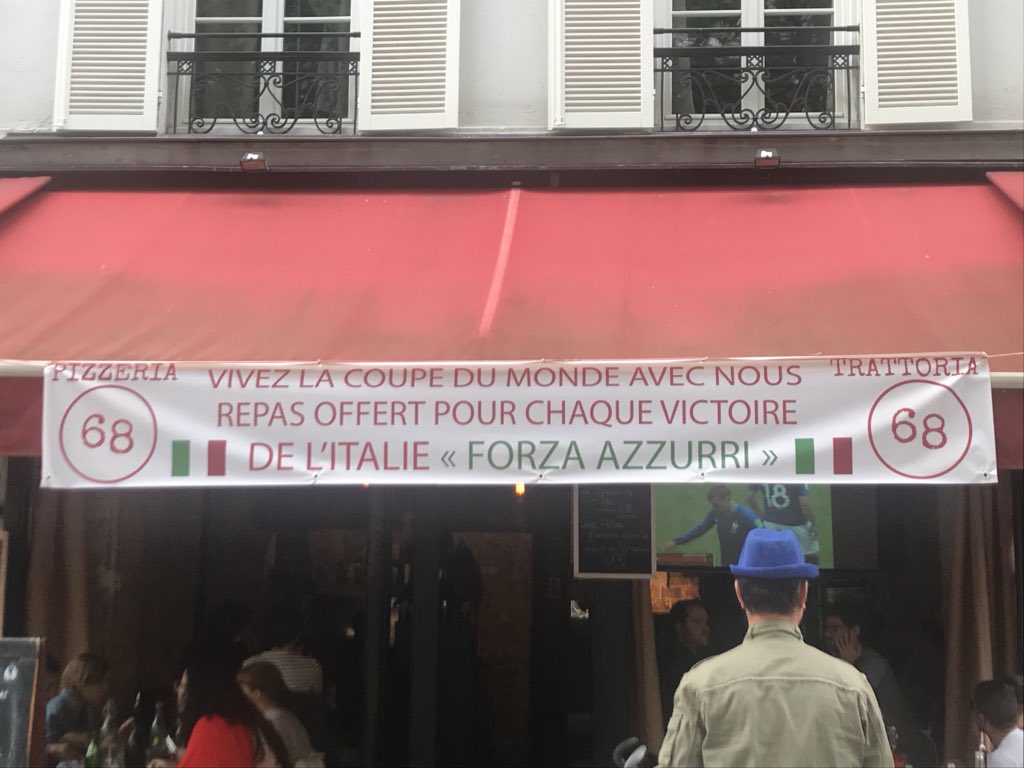 PIZZERIA
68
VIVEZ LA COUPE DU MONDE AVEC NOUS
REPAS OFFERT POUR CHAQUE VICTOIRE
DE L'ITALIE « FORZA AZZURRI »
TRATTORIA
68
18